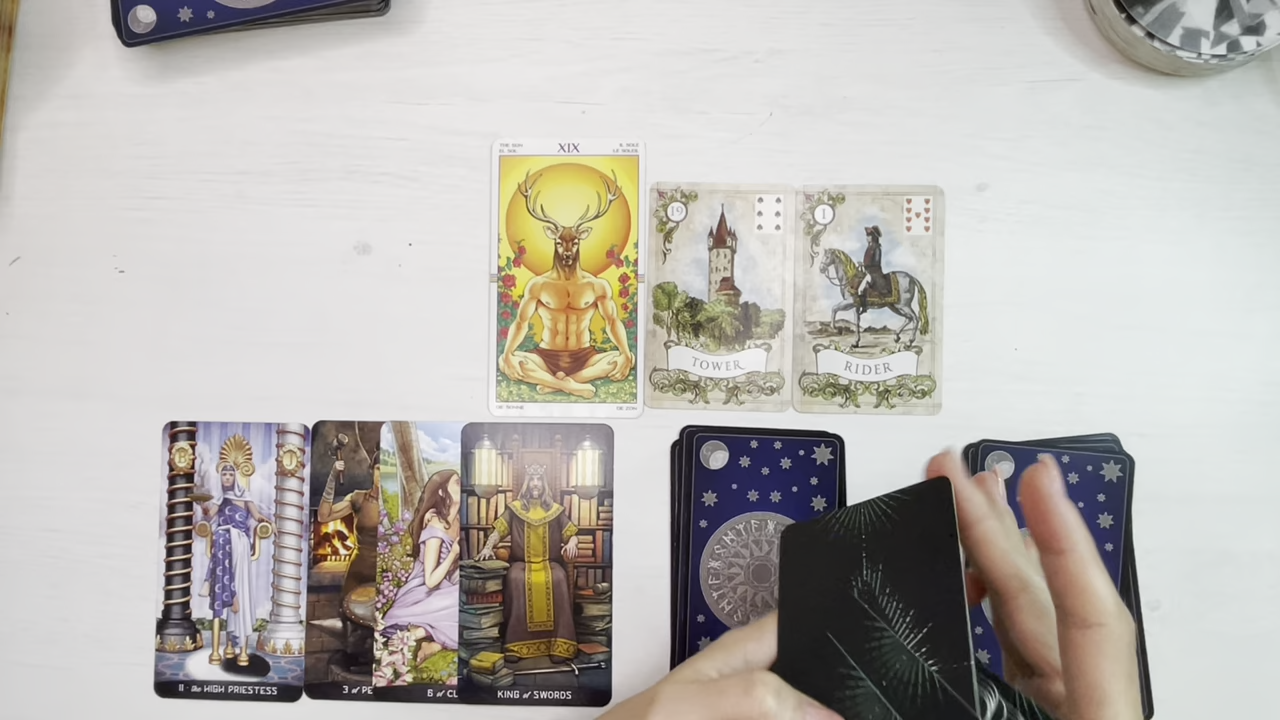 THE SUN
EL SOL
XIX
IL SOLE
LE SOLEIL
DIE SONNE
DE ZON
19
TOWER
1
RIDER
B
J
II - the HIGH PRIESTESS
3 of PE
6 of CU
KING of SWORDS